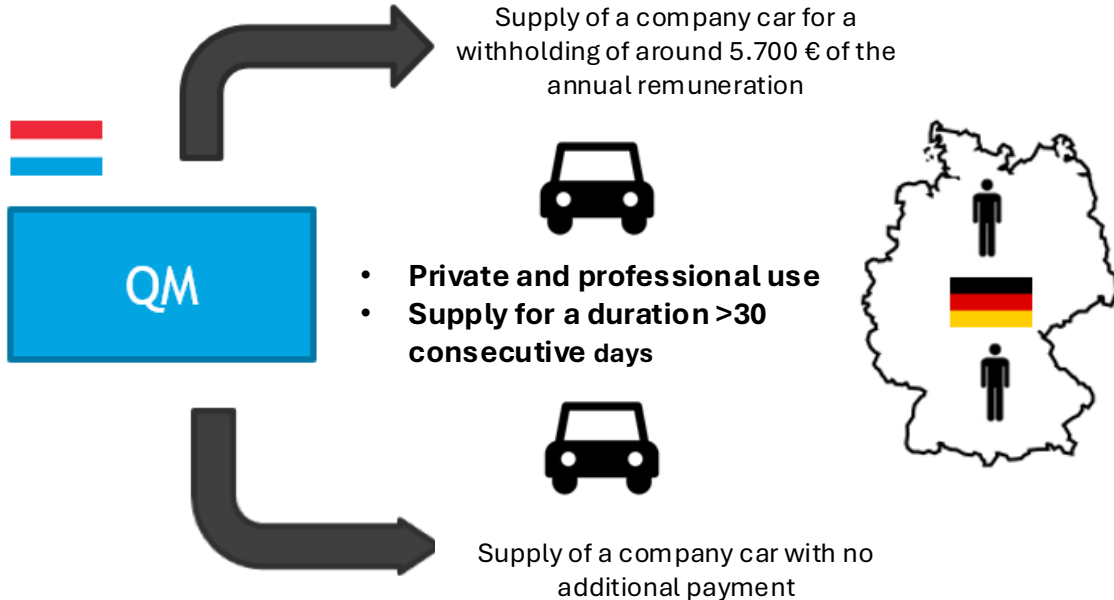 Supply of a company car for a
withholding of around 5.700 € of the
annual remuneration
QM
• Private and professional use
• Supply for a duration >30
consecutive days
Supply of a company car with no
additional payment